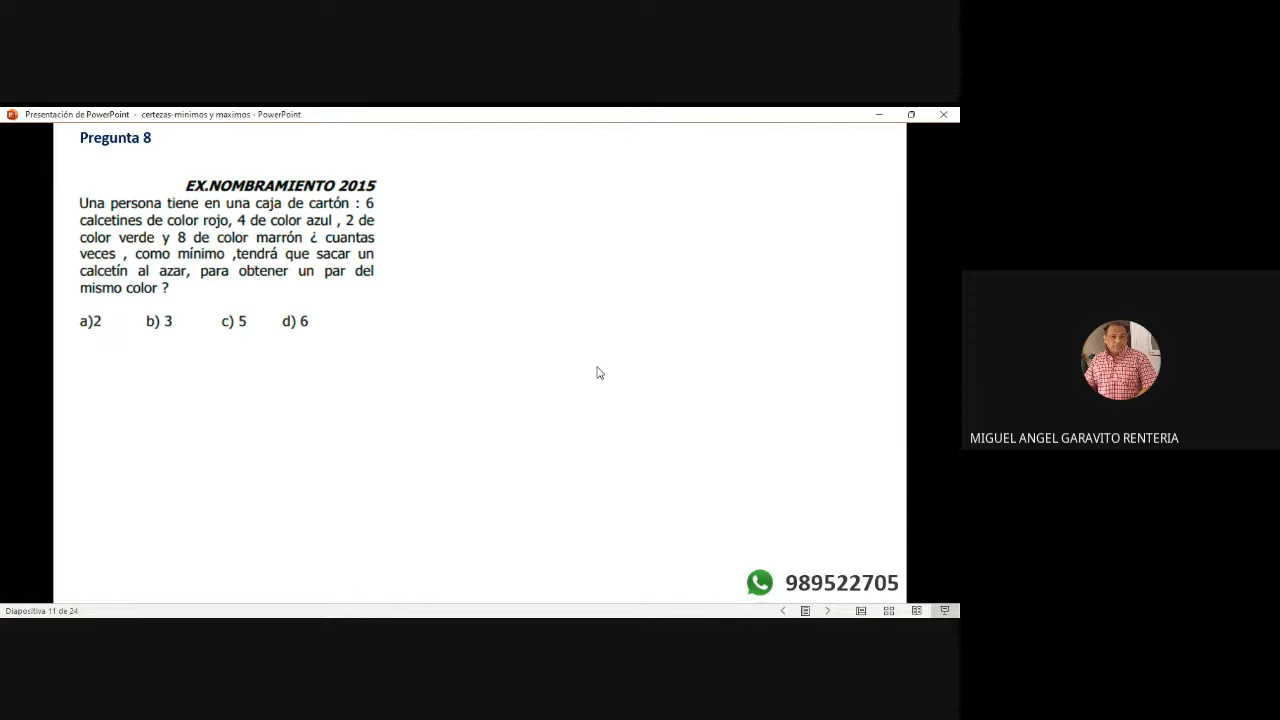 Presentación de PowerPoint - certezas-minimos y maximos - PowerPoint
Pregunta 8
EX.NOMBRAMIENTO 2015
Una persona tiene en una caja de cartón : 6
calcetines de color rojo, 4 de color azul , 2 de
color verde y 8 de color marrón ¿ cuantas
veces , como mínimo ,tendrá que sacar un
calcetín al azar, para obtener un par del
mismo color ?
a)2 b) 3 c) 5 d) 6
MIGUEL ANGEL GARAVITO RENTERIA
989522705
Diapositiva 11 de 24